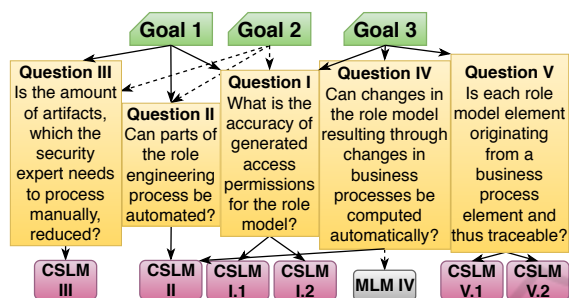 Goal 1
Goal 2
Goal 3
Question III
Is the amount
of artifacts,
which the
security
expert needs
to process
manually,
reduced?
Question II
Can parts of
the role
engineering
process be
automated?
Question I
What is the
accuracy of
generated
access
permissions
for the role
model?
Question IV
Can changes in
the role model
resulting through
changes in
business
processes be
computed
automatically?
Question V
Is each role
model element
originating
from a
business
process
element and
thus traceable?
CSLM
III
CSLM
II
CSLM
I.1
CSLM
I.2
MLM IV
CSLM
V.1
CSLM
V.2